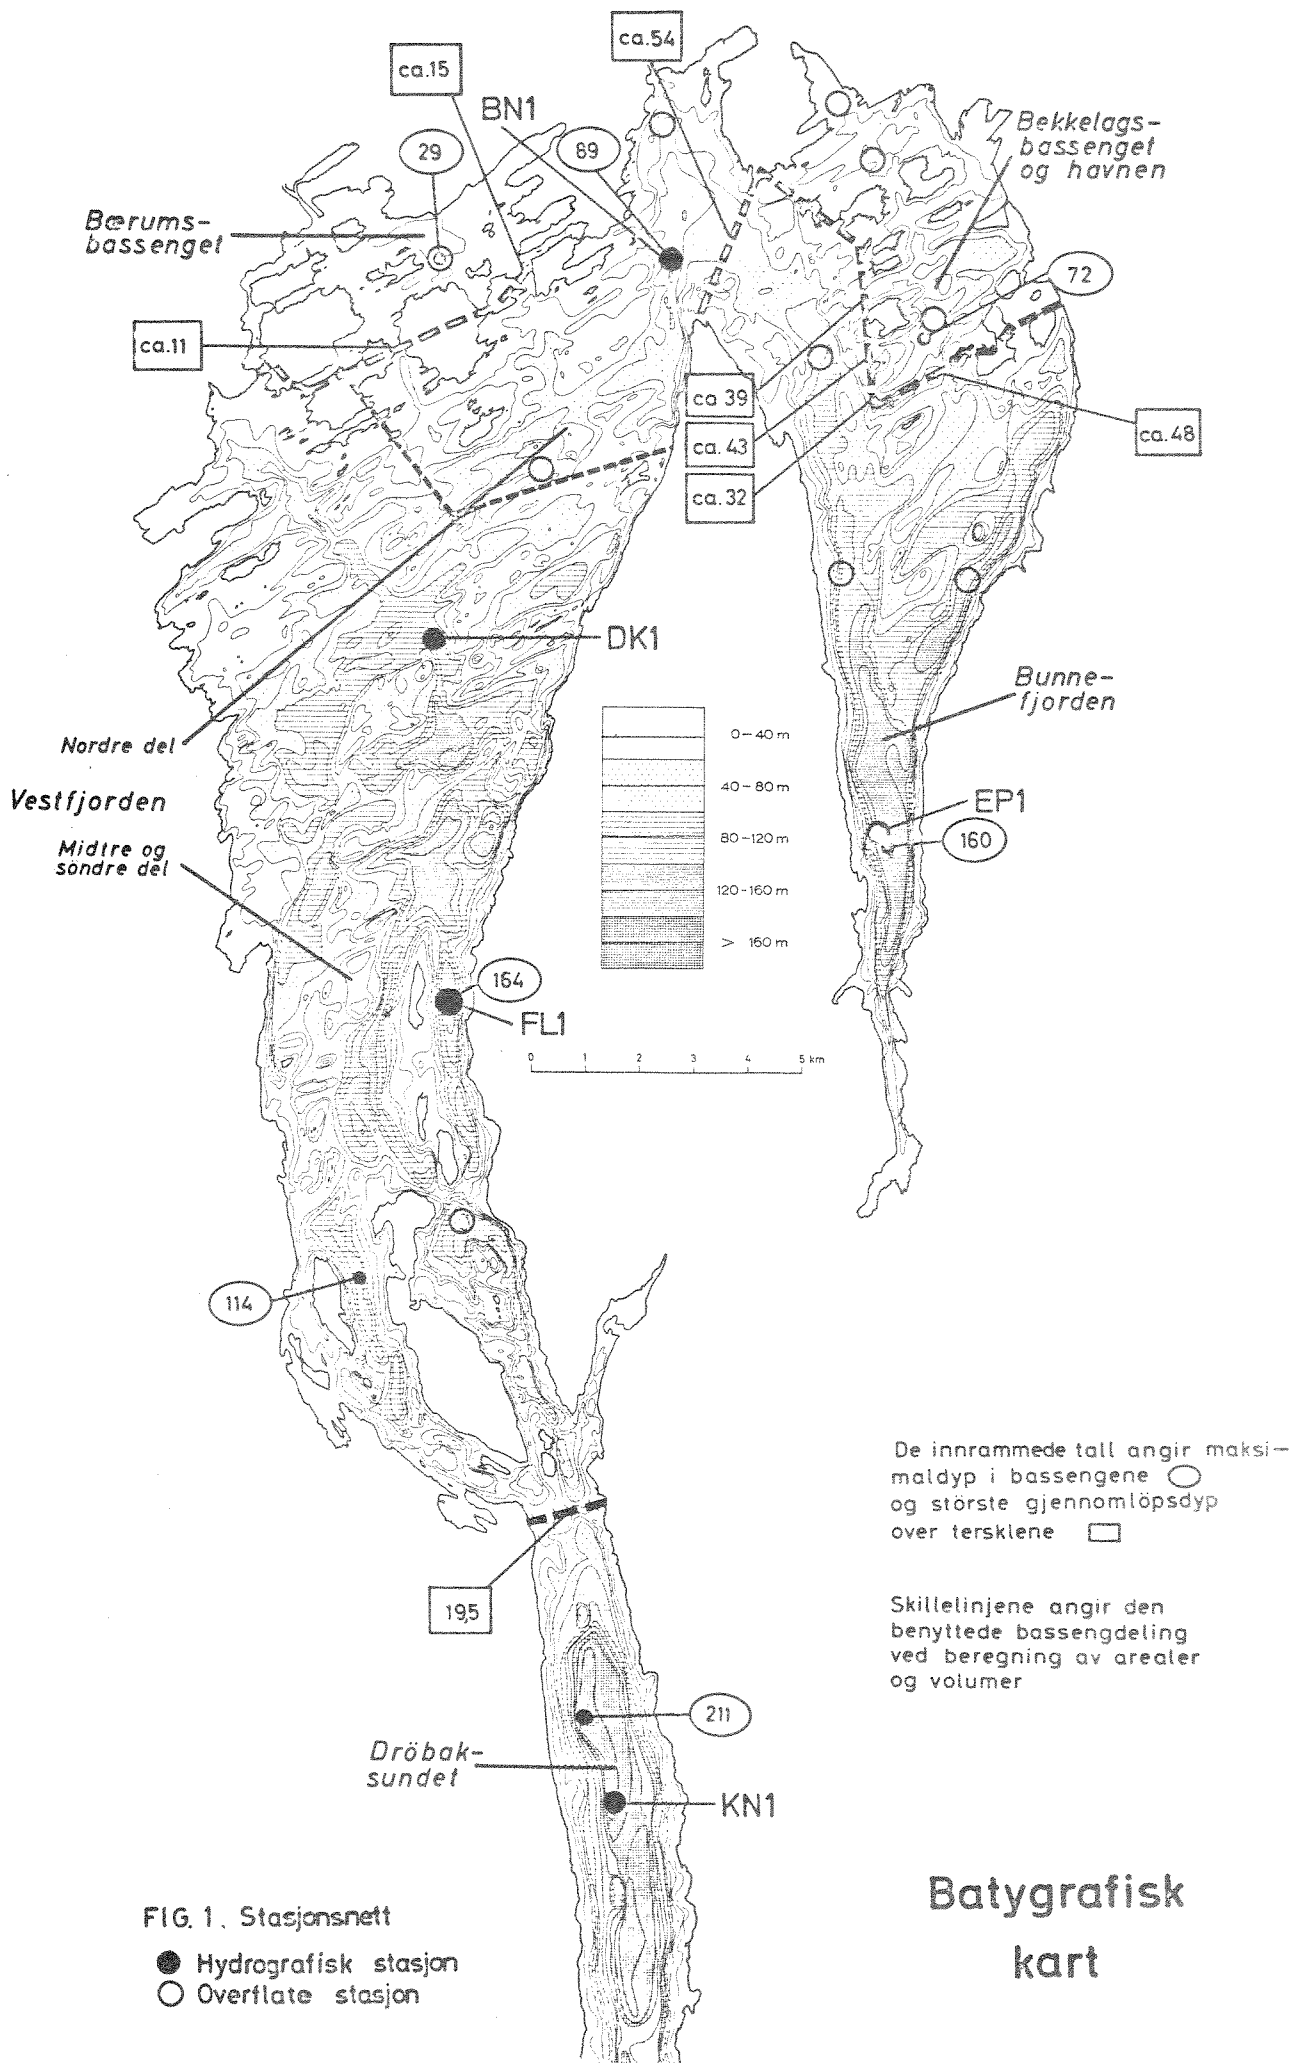 ca.54
ca.15
BN1
29
89
Bekkelags-
bassenget
og havnen
Bærums-
bassenget
72
ca.11
ca 39
ca. 43
ca. 32
ca.48
DK1
Bunne-
fjorden
Nordre del
Vestfjorden
Midtre og
söndre del
0-40 m
40-80 m
80-120 m
120-160 m
> 160 m
EP1
160
164
FL1
0 1 2 3 4 5 km
114
De innrammede tall angir maksi-
maldyp i bassengene
og störste gjennomlöpsdyp
over tersklene
19,5
Skillelinjene angir den
benyttede bassengdeling
ved beregning av arealer
og volumer
211
Dröbak-
sundet
KN1
Batygrafisk
kart
FIG. 1. Stasjonsnett
Hydrografisk stasjon
Overflate stasjon